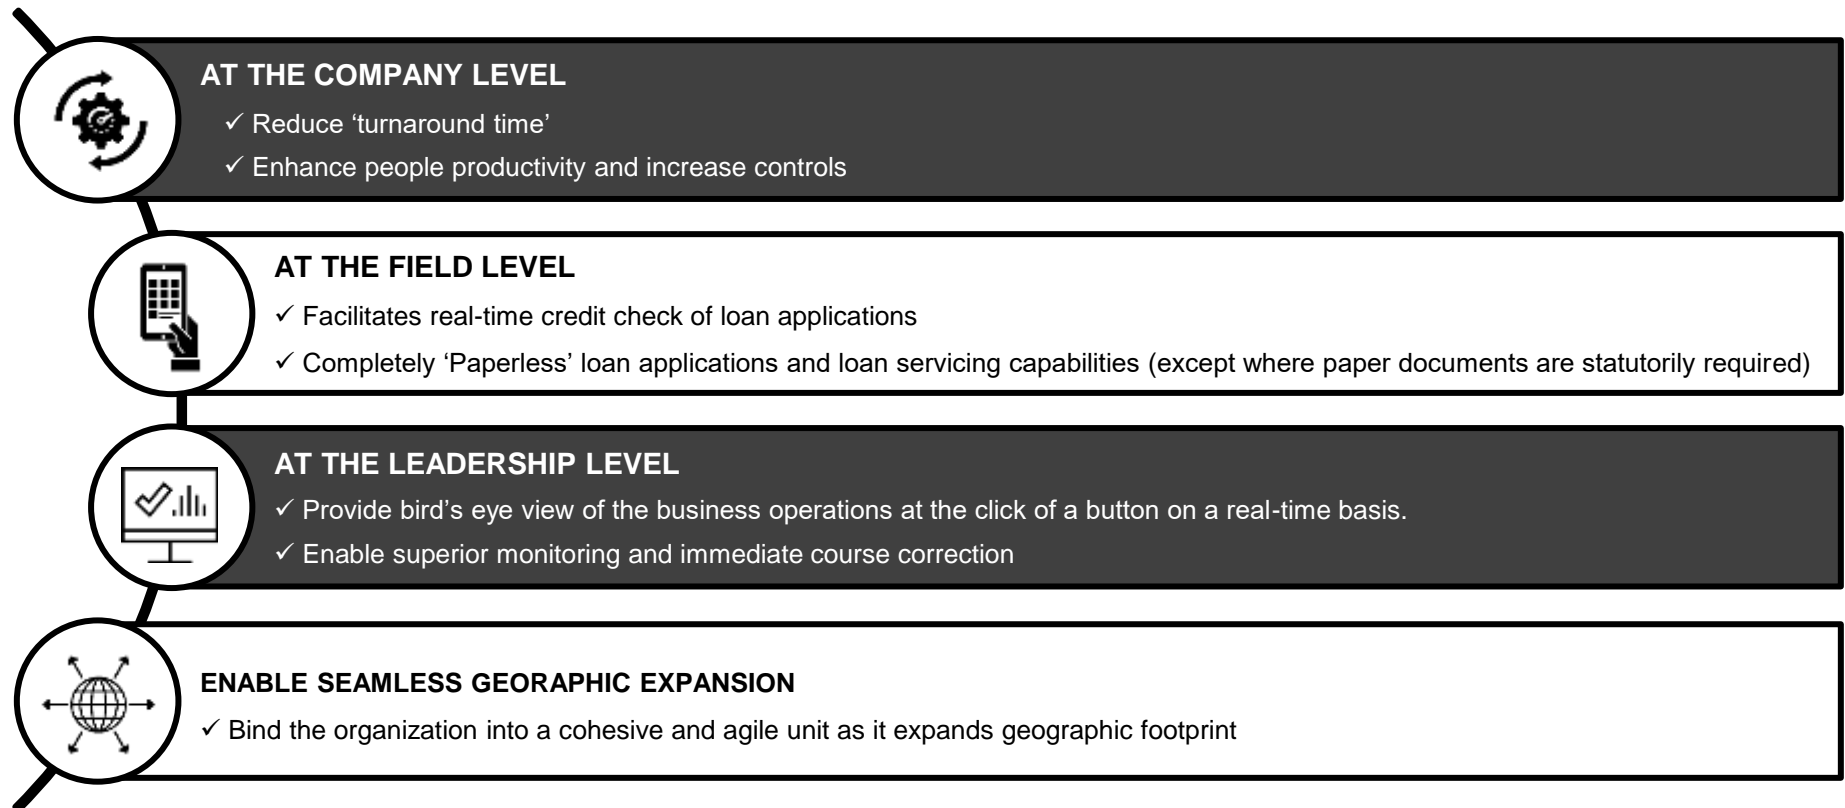 AT THE COMPANY LEVEL
✓ Reduce ‘turnaround time’
✓ Enhance people productivity and increase controls
AT THE FIELD LEVEL
✓ Facilitates real-time credit check of loan applications
✓ Completely ‘Paperless’ loan applications and loan servicing capabilities (except where paper documents are statutorily required)
AT THE LEADERSHIP LEVEL
✓ Provide bird’s eye view of the business operations at the click of a button on a real-time basis.
✓ Enable superior monitoring and immediate course correction
ENABLE SEAMLESS GEORAPHIC EXPANSION
✓ Bind the organization into a cohesive and agile unit as it expands geographic footprint